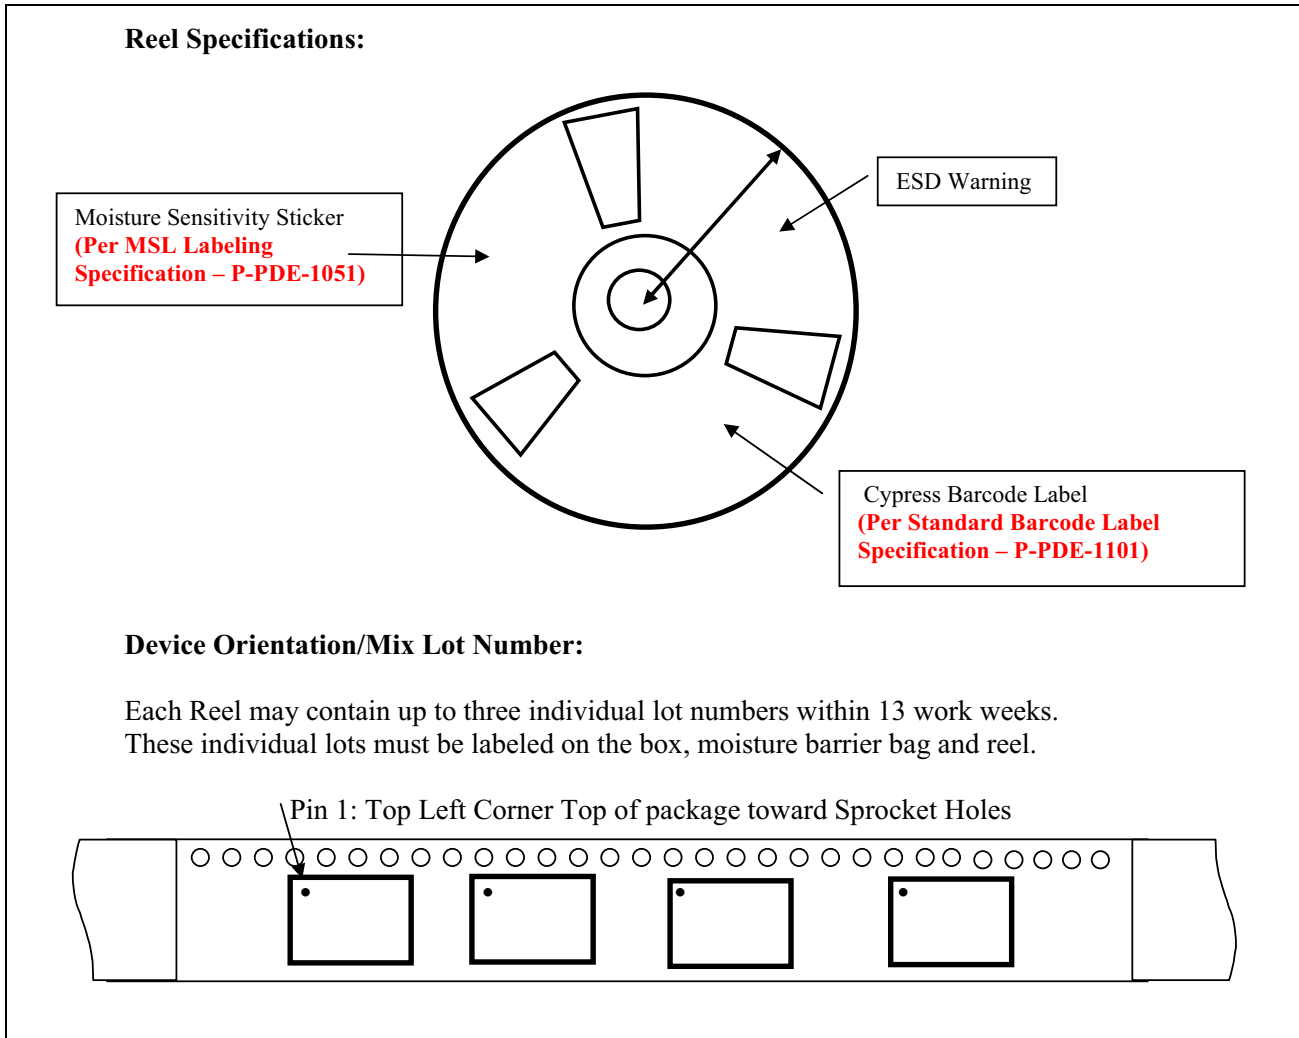 Reel Specifications:
ESD Warning
Moisture Sensitivity Sticker
(Per MSL Labeling
Specification – P-PDE-1051)
Cypress Barcode Label
(Per Standard Barcode Label
Specification – P-PDE-1101)
Device Orientation/Mix Lot Number:
Each Reel may contain up to three individual lot numbers within 13 work weeks.
These individual lots must be labeled on the box, moisture barrier bag and reel.
Pin 1: Top Left Corner Top of package toward Sprocket Holes